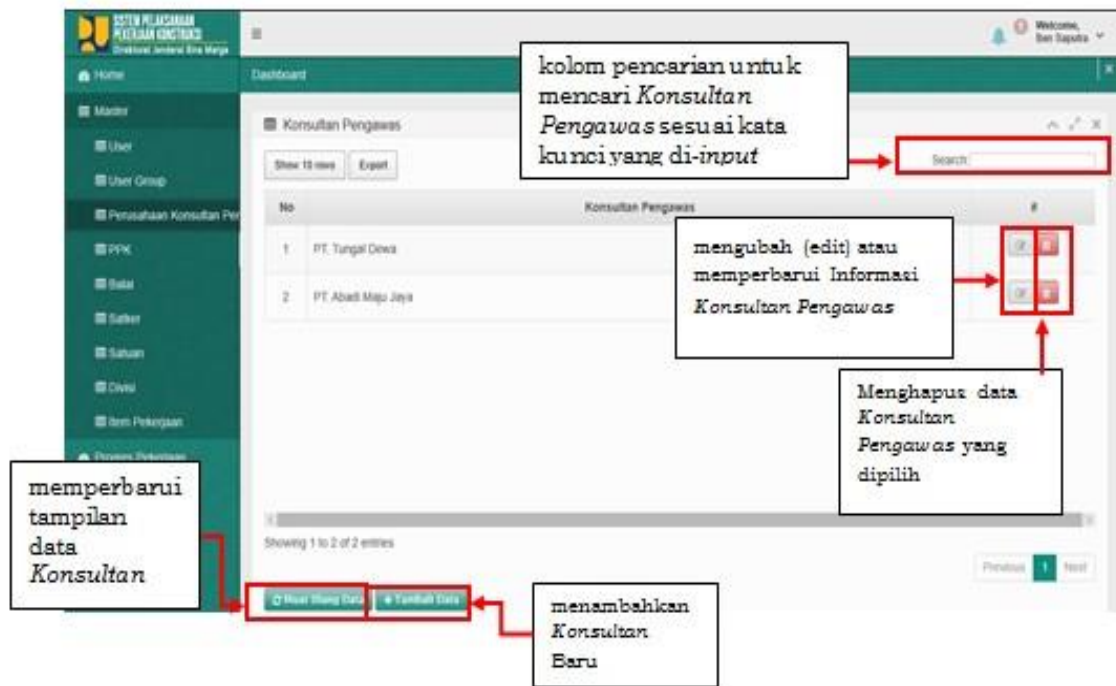 SISTEM PELAKSANAAN
PEKERJAAN KONSTRUKSI
Direktorat Jenderal Bina Marga
Welcome,
Ben Saputra
Home
Dashboard
Master
User
User Group
Perusahaan Konsultan Pen
PPK
Balai
Satker
Satuan
Divisi
Item Pekerjaan
Progres Pekerjaan
Konsultan Pengawas
Show 10 rows
Export
Search:
No
Konsultan Pengawas
#
1
PT. Tungal Dewa
2
PT. Abadi Maju Jaya
Showing 1 to 2 of 2 entries
Previous
1
Next
Muat Ulang Data
Tambah Data
kolom pencarian untuk
mencari Konsultan
Pengawas sesuai kata
kunci yang di-input
mengubah (edit) atau
memperbarui Informasi
Konsultan Pengawas
Menghapus data
Konsultan
Pengawas yang
dipilih
memperbarui
tampilan
data
Konsultan
menambahkan
Konsultan
Baru